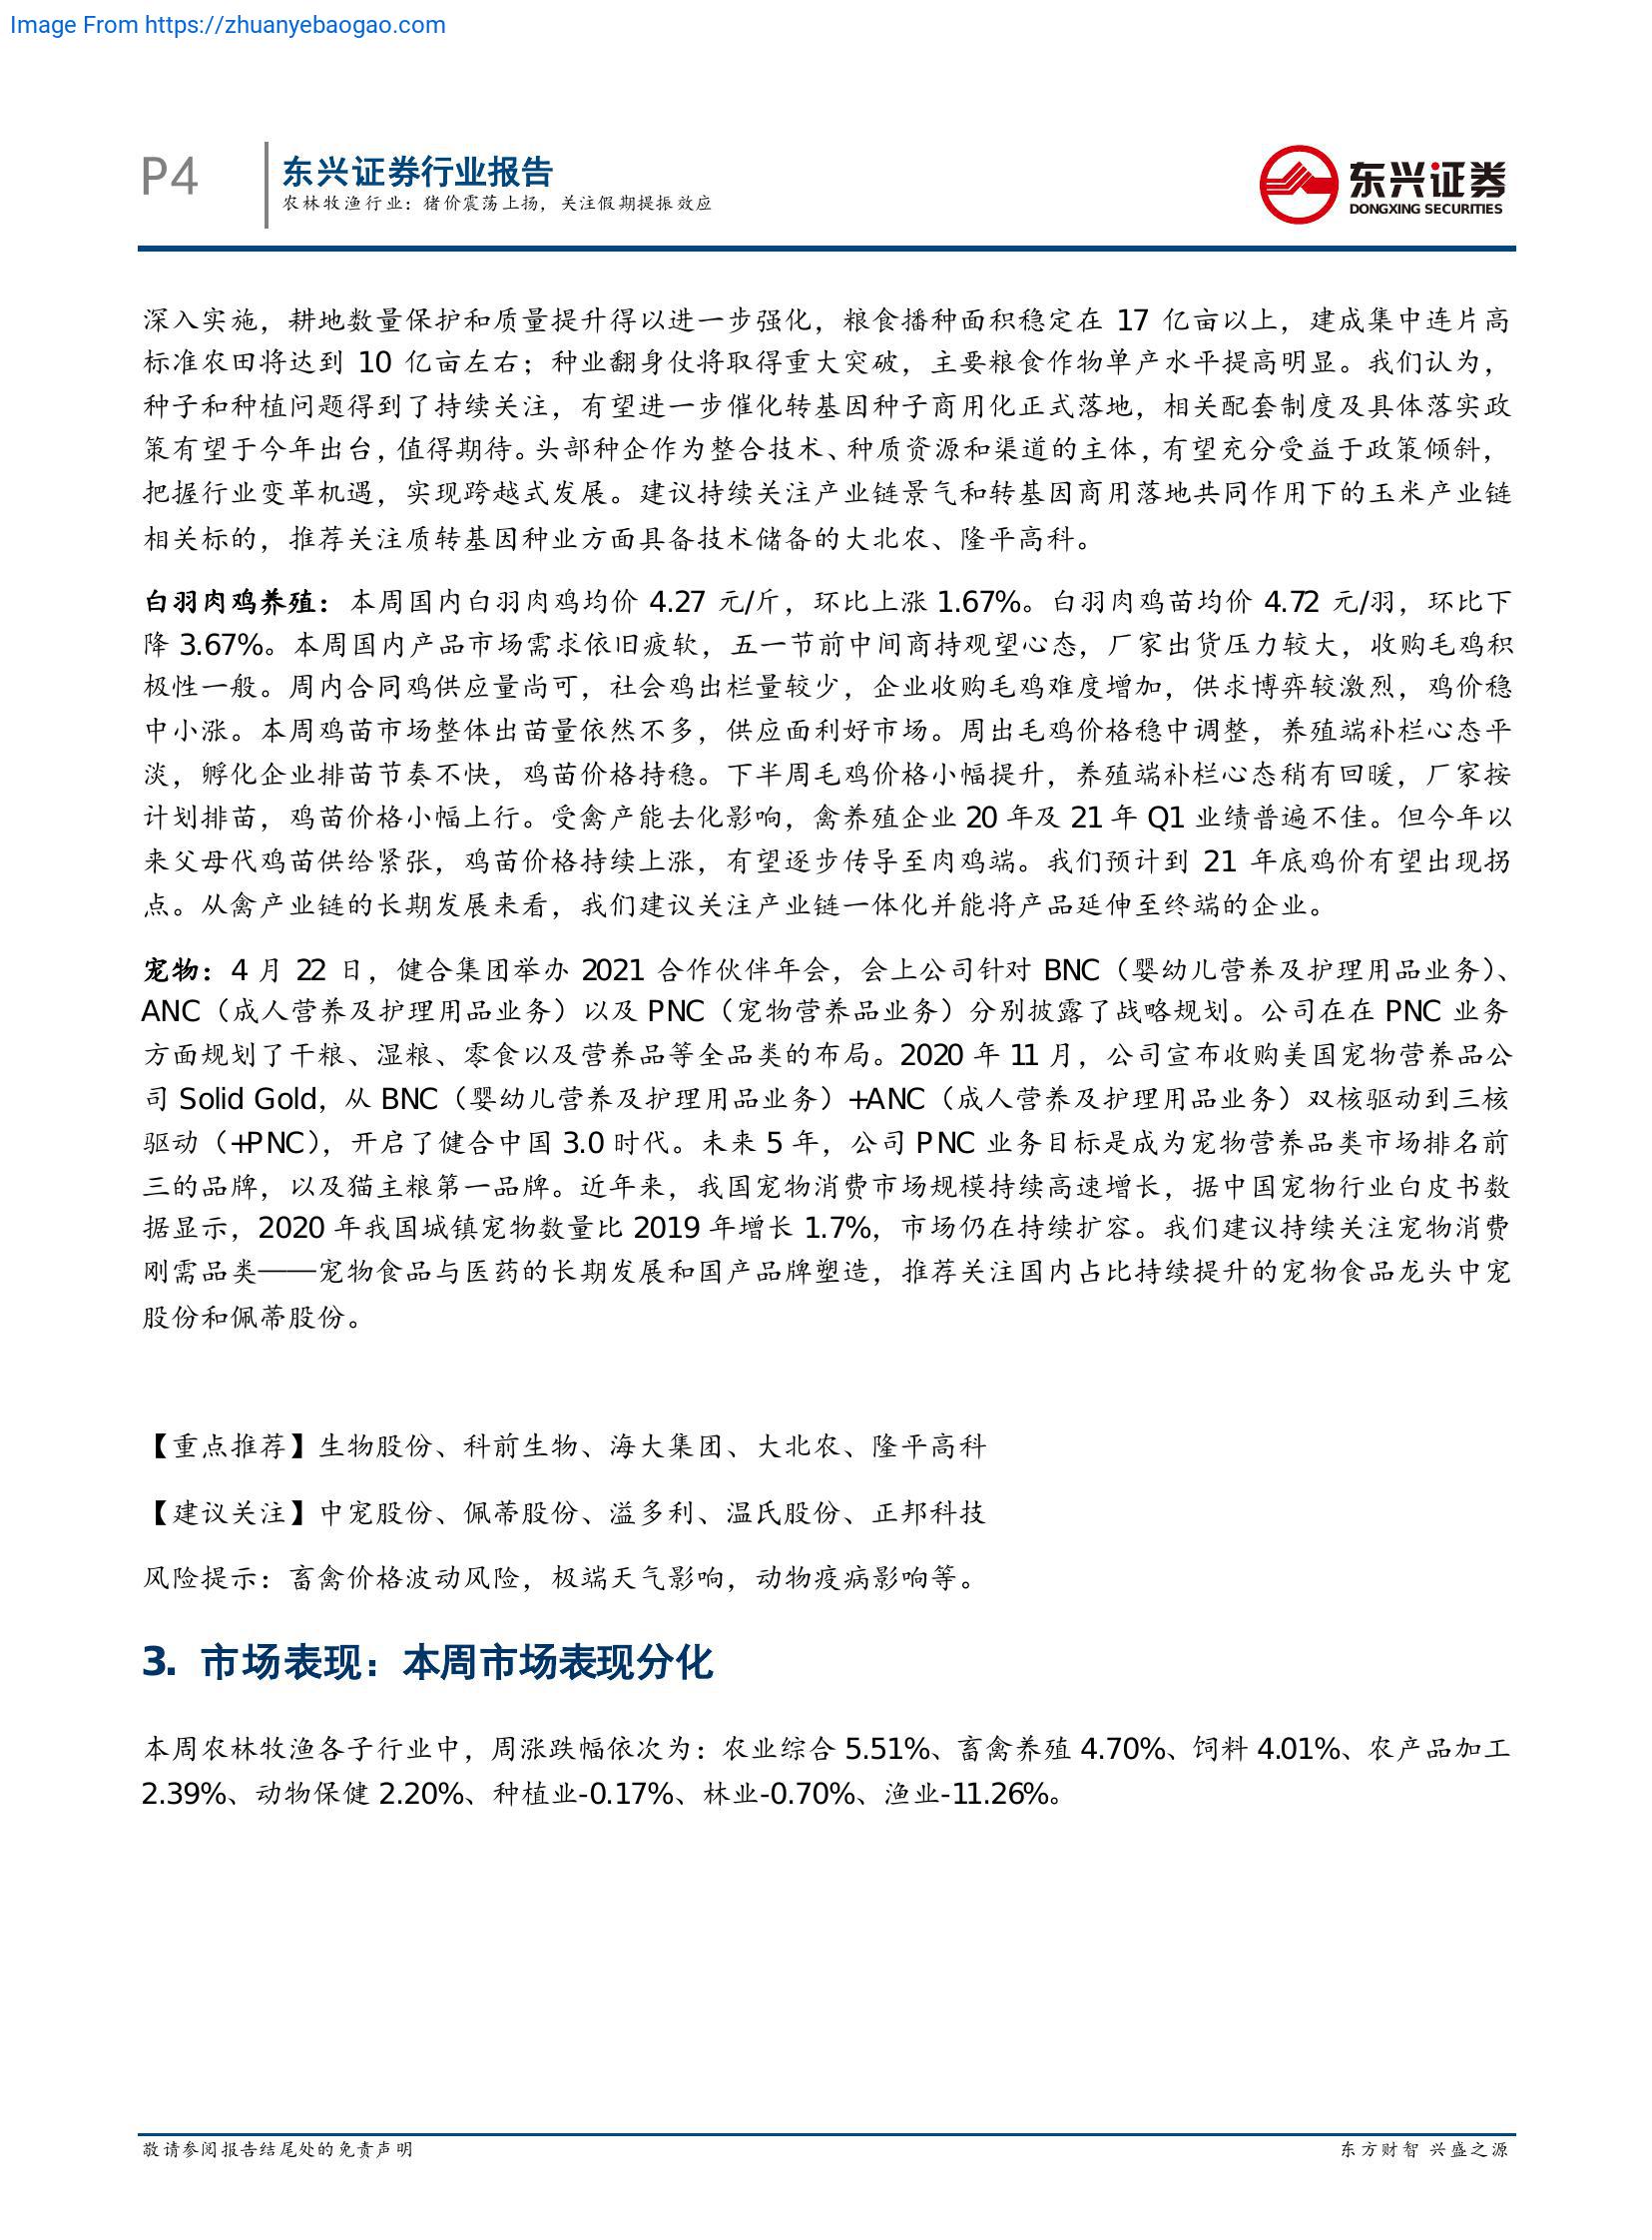 Image From https://zhuanyebaogao.com
P4
东兴证券行业报告
农林牧渔行业：猪价震荡上扬，关注假期提振效应
东兴证券
DONGXING SECURITIES
深入实施，耕地数量保护和质量提升得以进一步强化，粮食播种面积稳定在 17 亿亩以上，建成集中连片高
标准农田将达到 10 亿亩左右；种业翻身仗将取得重大突破，主要粮食作物单产水平提高明显。我们认为，
种子和种植问题得到了持续关注，有望进一步催化转基因种子商用化正式落地，相关配套制度及具体落实政
策有望于今年出台，值得期待。头部种企作为整合技术、种质资源和渠道的主体，有望充分受益于政策倾斜，
把握行业变革机遇，实现跨越式发展。建议持续关注产业链景气和转基因商用落地共同作用下的玉米产业链
相关标的，推荐关注质转基因种业方面具备技术储备的大北农、隆平高科。
白羽肉鸡养殖：本周国内白羽肉鸡均价 4.27 元/斤，环比上涨 1.67%。白羽肉鸡苗均价 4.72 元/羽，环比下
降 3.67%。本周国内产品市场需求依旧疲软，五一节前中间商持观望心态，厂家出货压力较大，收购毛鸡积
极性一般。周内合同鸡供应量尚可，社会鸡出栏量较少，企业收购毛鸡难度增加，供求博弈较激烈，鸡价稳
中小涨。本周鸡苗市场整体出苗量依然不多，供应面利好市场。周出毛鸡价格稳中调整，养殖端补栏心态平
淡，孵化企业排苗节奏不快，鸡苗价格持稳。下半周毛鸡价格小幅提升，养殖端补栏心态稍有回暖，厂家按
计划排苗，鸡苗价格小幅上行。受禽产能去化影响，禽养殖企业 20 年及 21 年 Q1 业绩普遍不佳。但今年以
来父母代鸡苗供给紧张，鸡苗价格持续上涨，有望逐步传导至肉鸡端。我们预计到 21 年底鸡价有望出现拐
点。从禽产业链的长期发展来看，我们建议关注产业链一体化并能将产品延伸至终端的企业。
宠物：4 月 22 日，健合集团举办 2021 合作伙伴年会，会上公司针对 BNC（婴幼儿营养及护理用品业务）、
ANC（成人营养及护理用品业务）以及 PNC（宠物营养品业务）分别披露了战略规划。公司在在 PNC 业务
方面规划了干粮、湿粮、零食以及营养品等全品类的布局。2020 年 11 月，公司宣布收购美国宠物营养品公
司 Solid Gold，从 BNC（婴幼儿营养及护理用品业务）+ANC（成人营养及护理用品业务）双核驱动到三核
驱动（+PNC），开启了健合中国 3.0 时代。未来 5 年，公司 PNC 业务目标是成为宠物营养品类市场排名前
三的品牌，以及猫主粮第一品牌。近年来，我国宠物消费市场规模持续高速增长，据中国宠物行业白皮书数
据显示，2020 年我国城镇宠物数量比 2019 年增长 1.7%，市场仍在持续扩容。我们建议持续关注宠物消费
刚需品类——宠物食品与医药的长期发展和国产品牌塑造，推荐关注国内占比持续提升的宠物食品龙头中宠
股份和佩蒂股份。
【重点推荐】生物股份、科前生物、海大集团、大北农、隆平高科
【建议关注】中宠股份、佩蒂股份、溢多利、温氏股份、正邦科技
风险提示：畜禽价格波动风险，极端天气影响，动物疫病影响等。
3. 市场表现：本周市场表现分化
本周农林牧渔各子行业中，周涨跌幅依次为：农业综合 5.51%、畜禽养殖 4.70%、饲料 4.01%、农产品加工
2.39%、动物保健 2.20%、种植业-0.17%、林业-0.70%、渔业-11.26%。
敬请参阅报告结尾处的免责声明
东方财智 兴盛之源